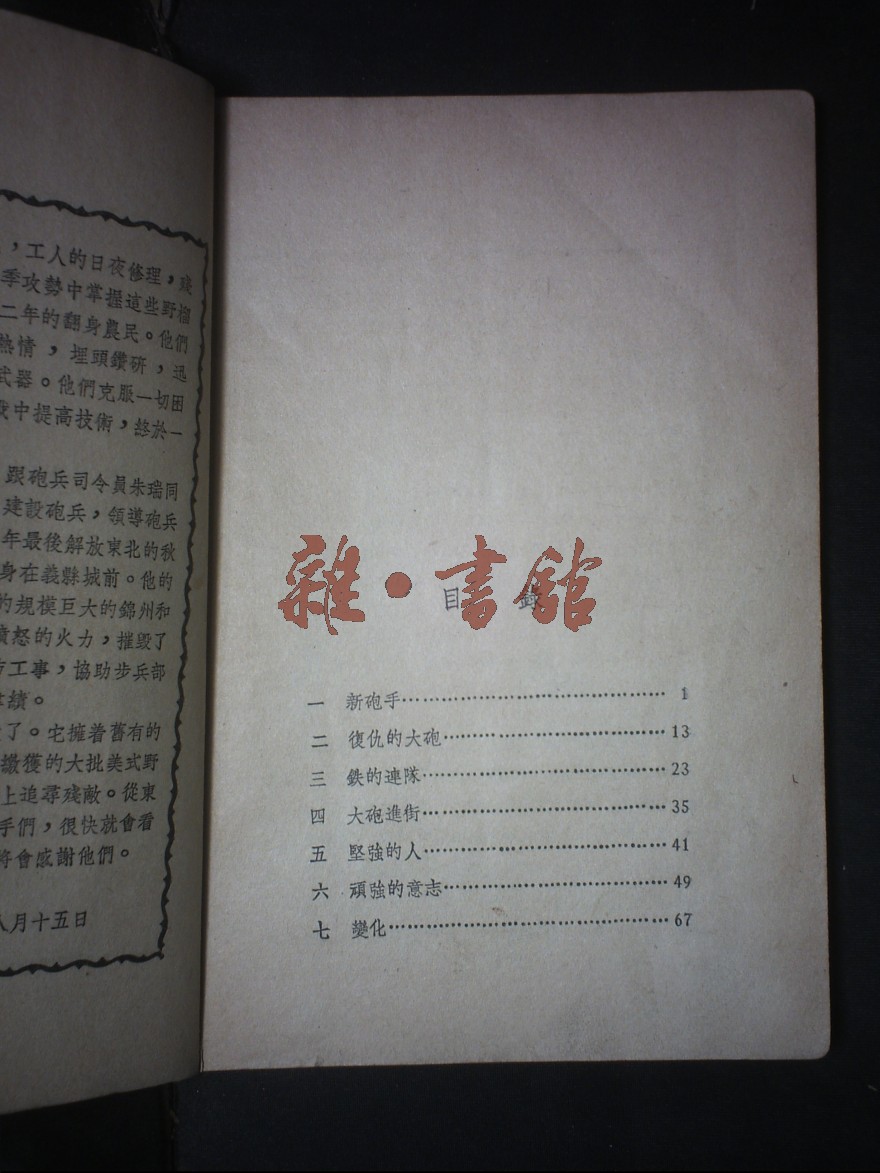 ，工人的日夜修理，殘
季攻勢中掌握這些野榴
二年的翻身農民。他們
熱情，埋頭鑽研，迅
武器。他們克服一切困
戰中提高技術，終於一
跟砲兵司令員朱瑞同
建設砲兵，領導砲兵
年最後解放東北的秋
身在義縣城前。他的
的規模巨大的錦州和
憤怒的火力，摧毀了
工事，協助步兵部
績。
了。宅擁着舊有的
繳獲的大批美式野
上追尋殘敵。從東
手們，很快就會看
將會感謝他們。
八月十五日
雜·書館
目錄
一 新砲手…………1
二 復仇的大砲…………13
三 鉄的連隊…………23
四 大砲進街…………35
五 堅強的人…………41
六 頑強的意志…………49
七 變化…………67